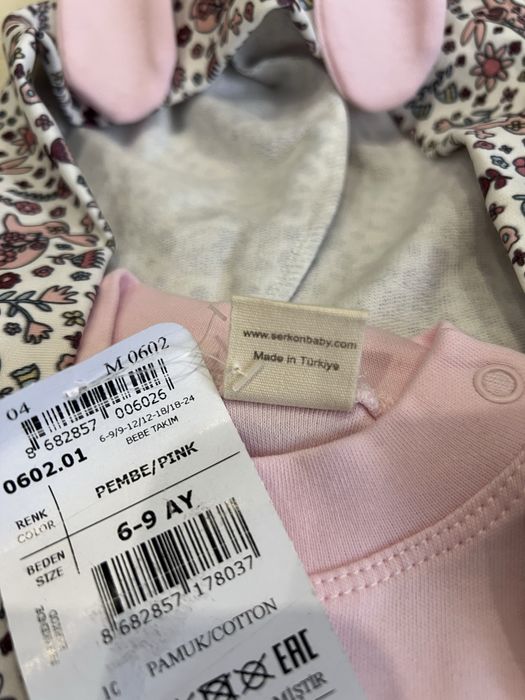 www.serkonbaby.com
Made in Türkiye
04
M 0602
8 682857 006026
6-9/9-12/12-18/18-24
BEBE TAKIM
0602.01
RENK
COLOR
PEMBE/PINK
BEDEN
SIZE
6-9 AY
8 682857 178037
PAMUK/COTTON
EAC